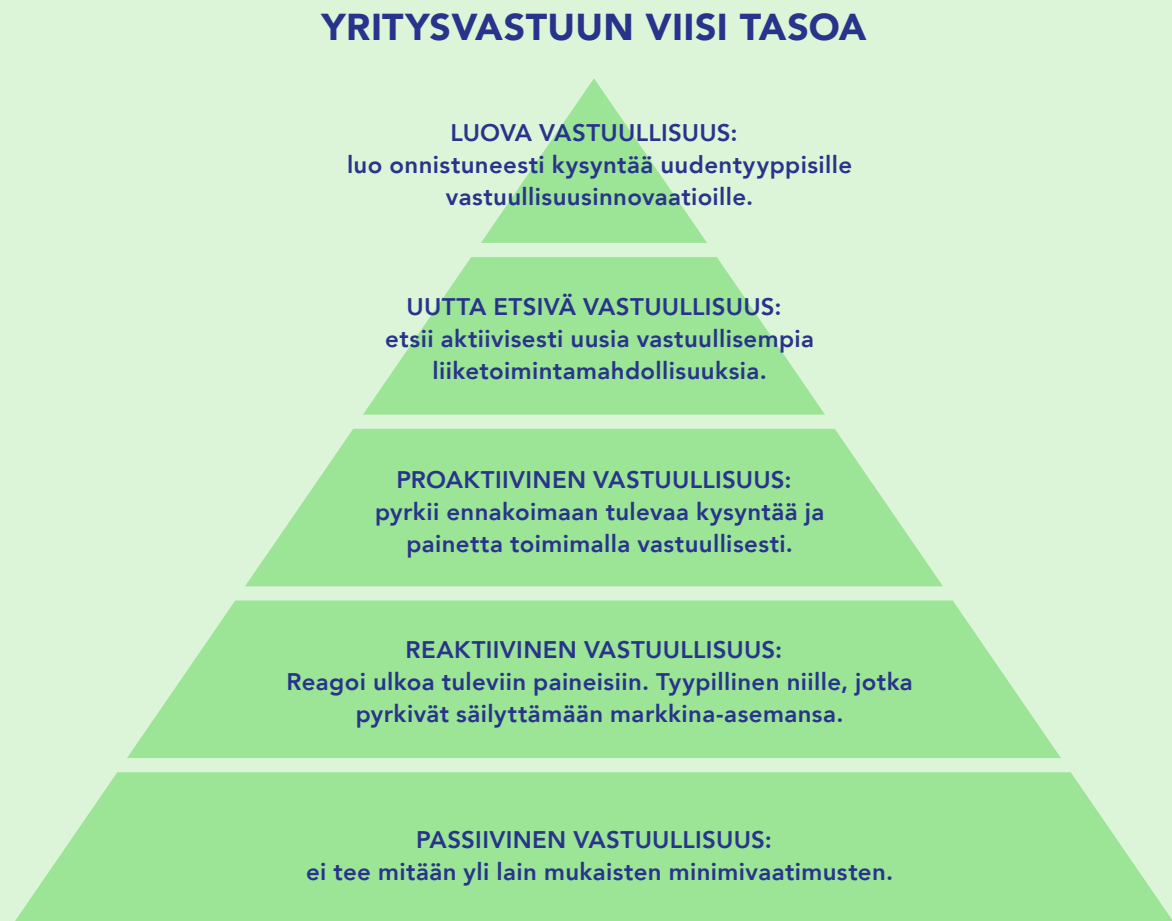 YRITYSVASTUUN VIISI TASOA
LUOVA VASTUULLISUUS:
luo onnistuneesti kysyntää uudentyyppisille
vastuullisuusinnovaatioille.
UUTTA ETSIVÄ VASTUULLISUUS:
etsii aktiivisesti uusia vastuullisempia
liiketoimintamahdollisuuksia.
PROAKTIIVINEN VASTUULLISUUS:
pyrkii ennakoimaan tulevaa kysyntää ja
painetta toimimalla vastuullisesti.
REAKTIIVINEN VASTUULLISUUS:
Reagoi ulkoa tuleviin paineisiin. Tyypillinen niille, jotka
pyrkivät säilyttämään markkina-asemansa.
PASSIIVINEN VASTUULLISUUS:
ei tee mitään yli lain mukaisten minimivaatimusten.